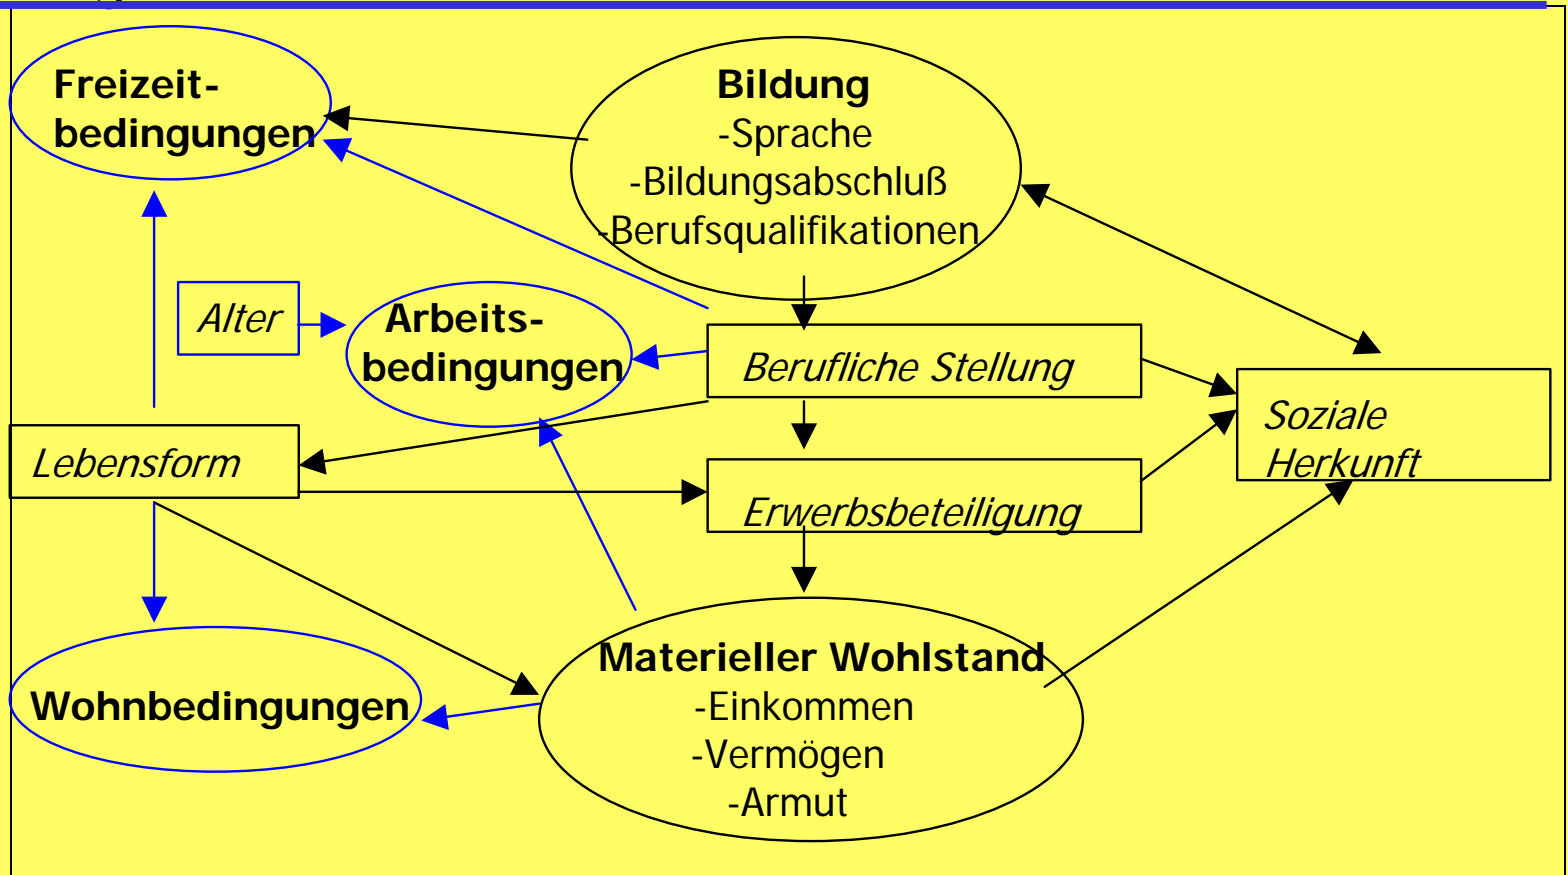 Freizeit-
bedingungen
Bildung
-Sprache
-Bildungsabschluß
-Berufsqualifikationen
Alter
Arbeits-
bedingungen
Berufliche Stellung
Soziale
Herkunft
Lebensform
Erwerbsbeteiligung
Materieller Wohlstand
-Einkommen
-Vermögen
-Armut
Wohnbedingungen